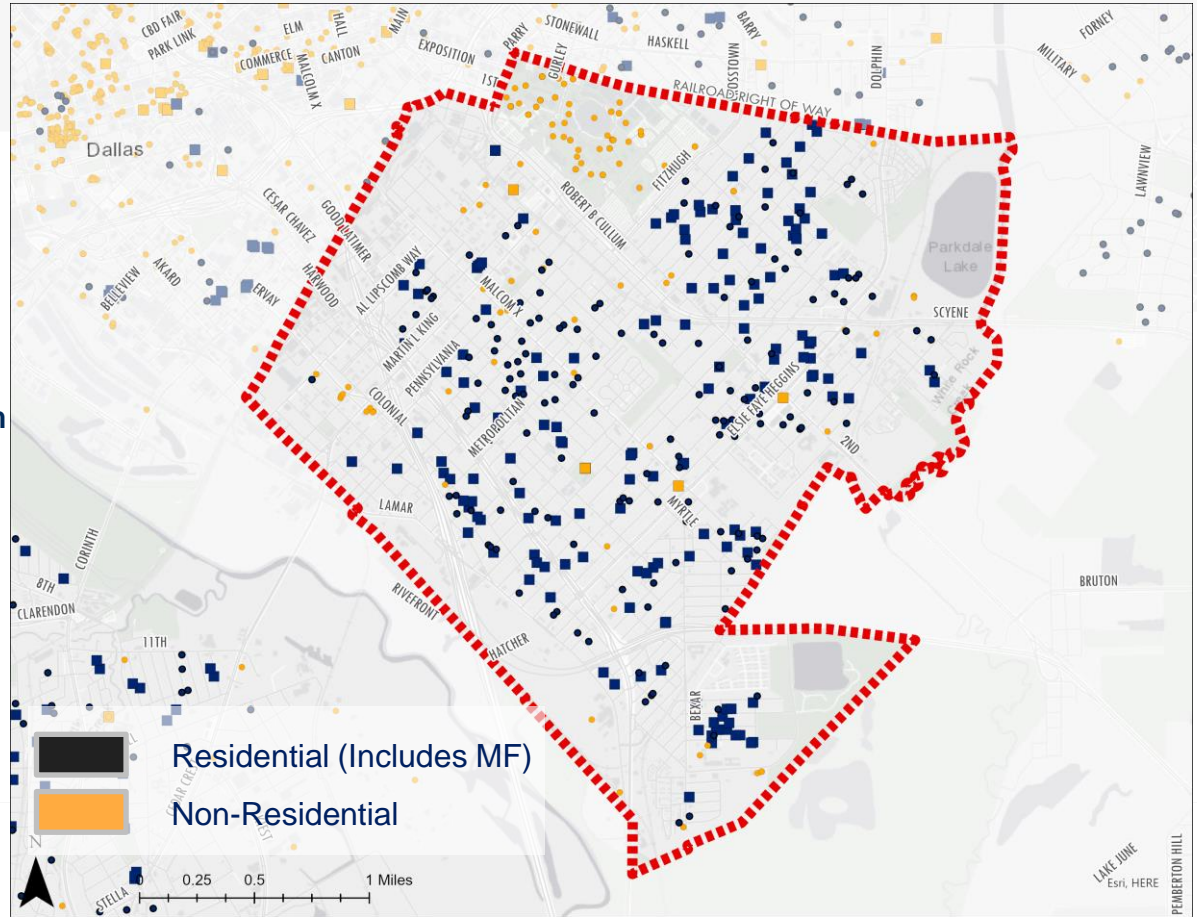 CBD FAIR
PARK LINK
ELM
HALL
MAIN
COMMERCE
CANTON
MALCOLM X
EXPOSITION
1ST
PARRY
STONEWALL
GURLEY
HASKELL
BARRY
DOLPHIN
FORNEY
MILITARY
RAILROAD RIGHT OF WAY
LAWNVIEW
Dallas
FITZHUGH
ROBERT B CULLUM
CESAR CHAVEZ
GOOD LATIMER
HARWOOD
AL LIPSCOMB WAY
AKARD
BELLEVIEW
ERVAY
MALCOM X
MARTIN L KING
PENNSYLVANIA
Parkdale
Lake
SCYENE
White Rock
Creek
COLONIAL
METROPOLITAN
ELSIE FAYE HEGGINS
2ND
LAMAR
MYRTLE
CORINTH
8TH
CLARENDON
11TH
RIVERFRONT
HATCHER
BRUTON
BEXAR
Residential (Includes MF)
Non-Residential
N
0 0.25 0.5 1 Miles
STELLA
LAKE JUNE
Esri, HERE
PEMBERTON HILL